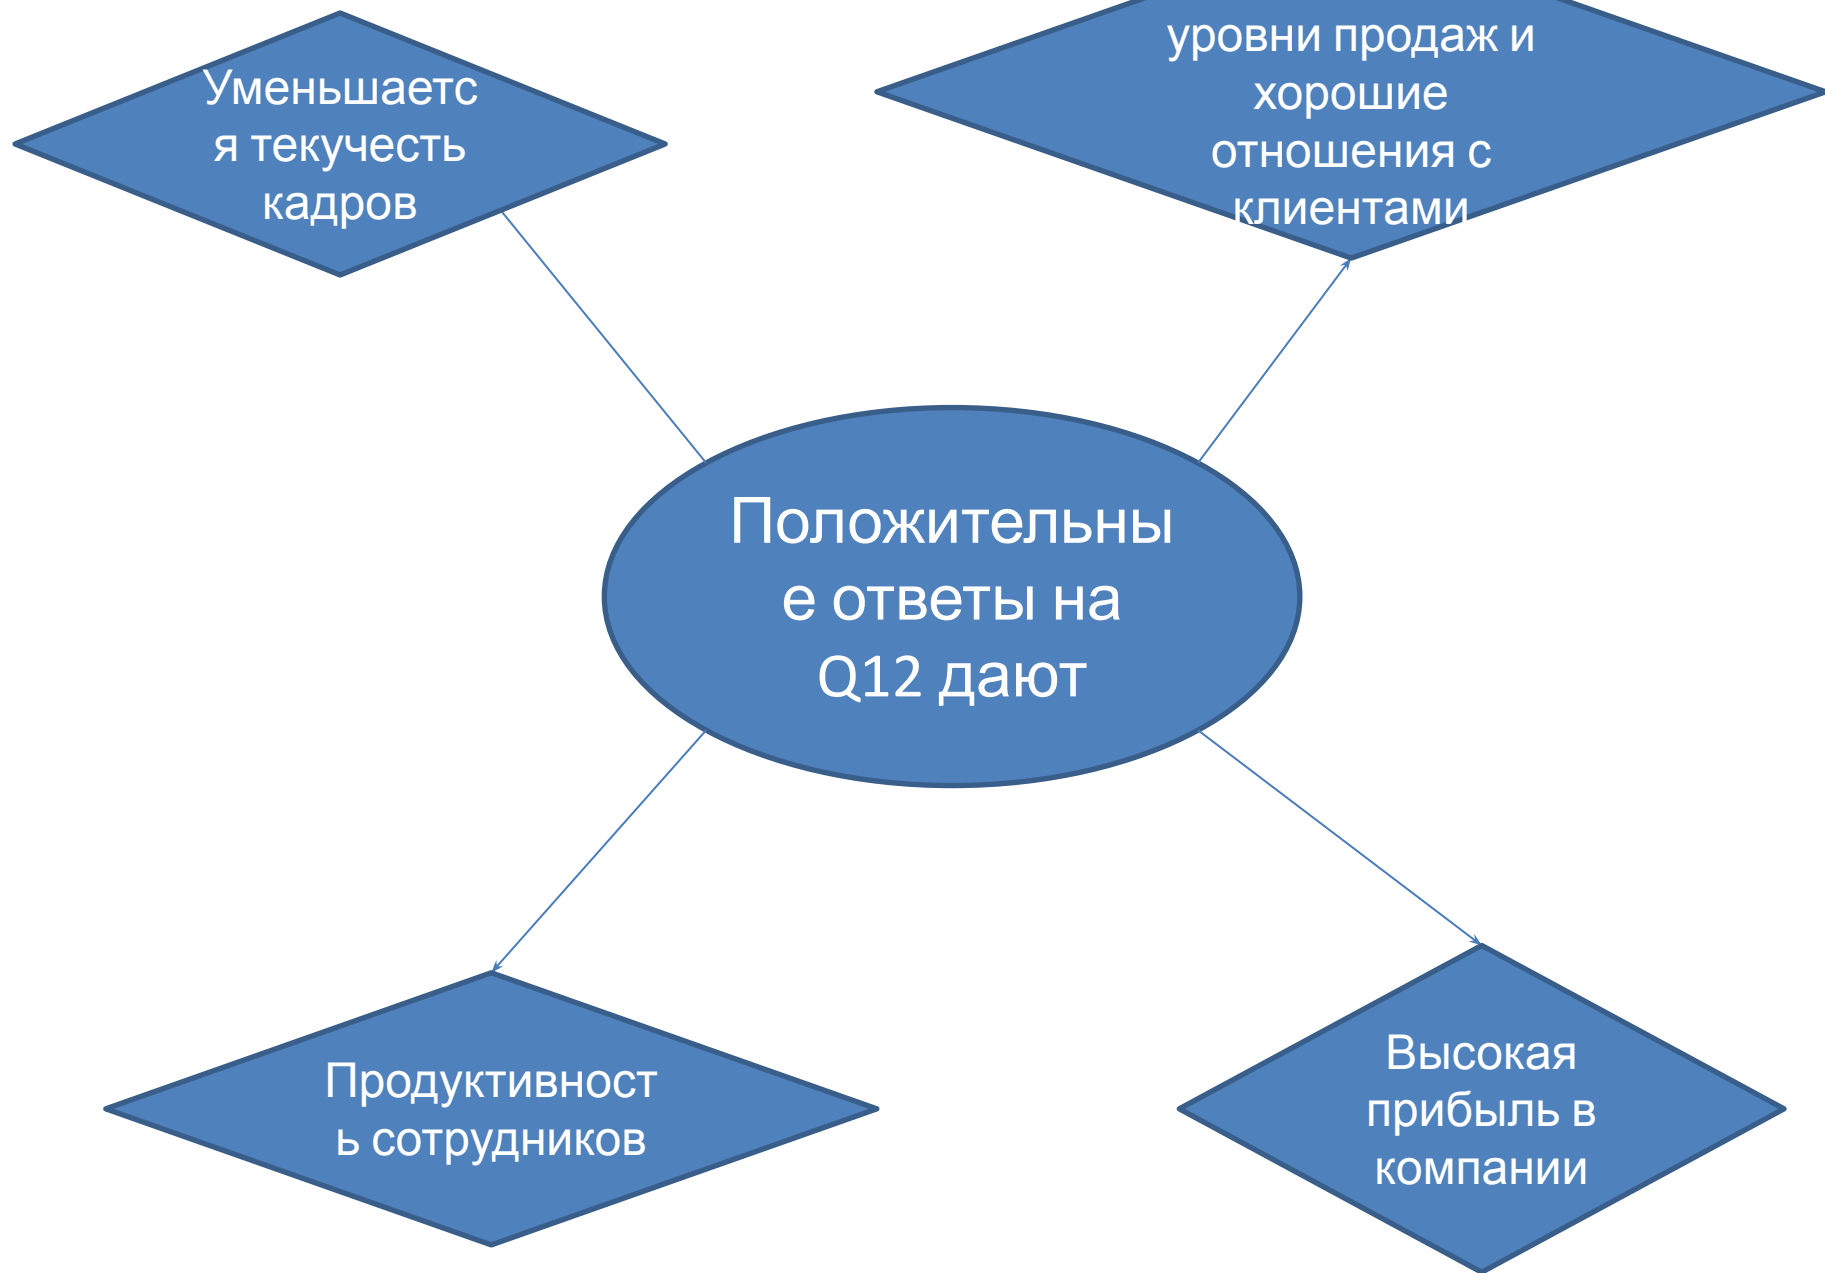 Уменьшаетс
я текучесть
кадров
уровни продаж и
хорошие
отношения с
клиентами
Положительны
е ответы на
Q12 дают
Продуктивност
ь сотрудников
Высокая
прибыль в
компании